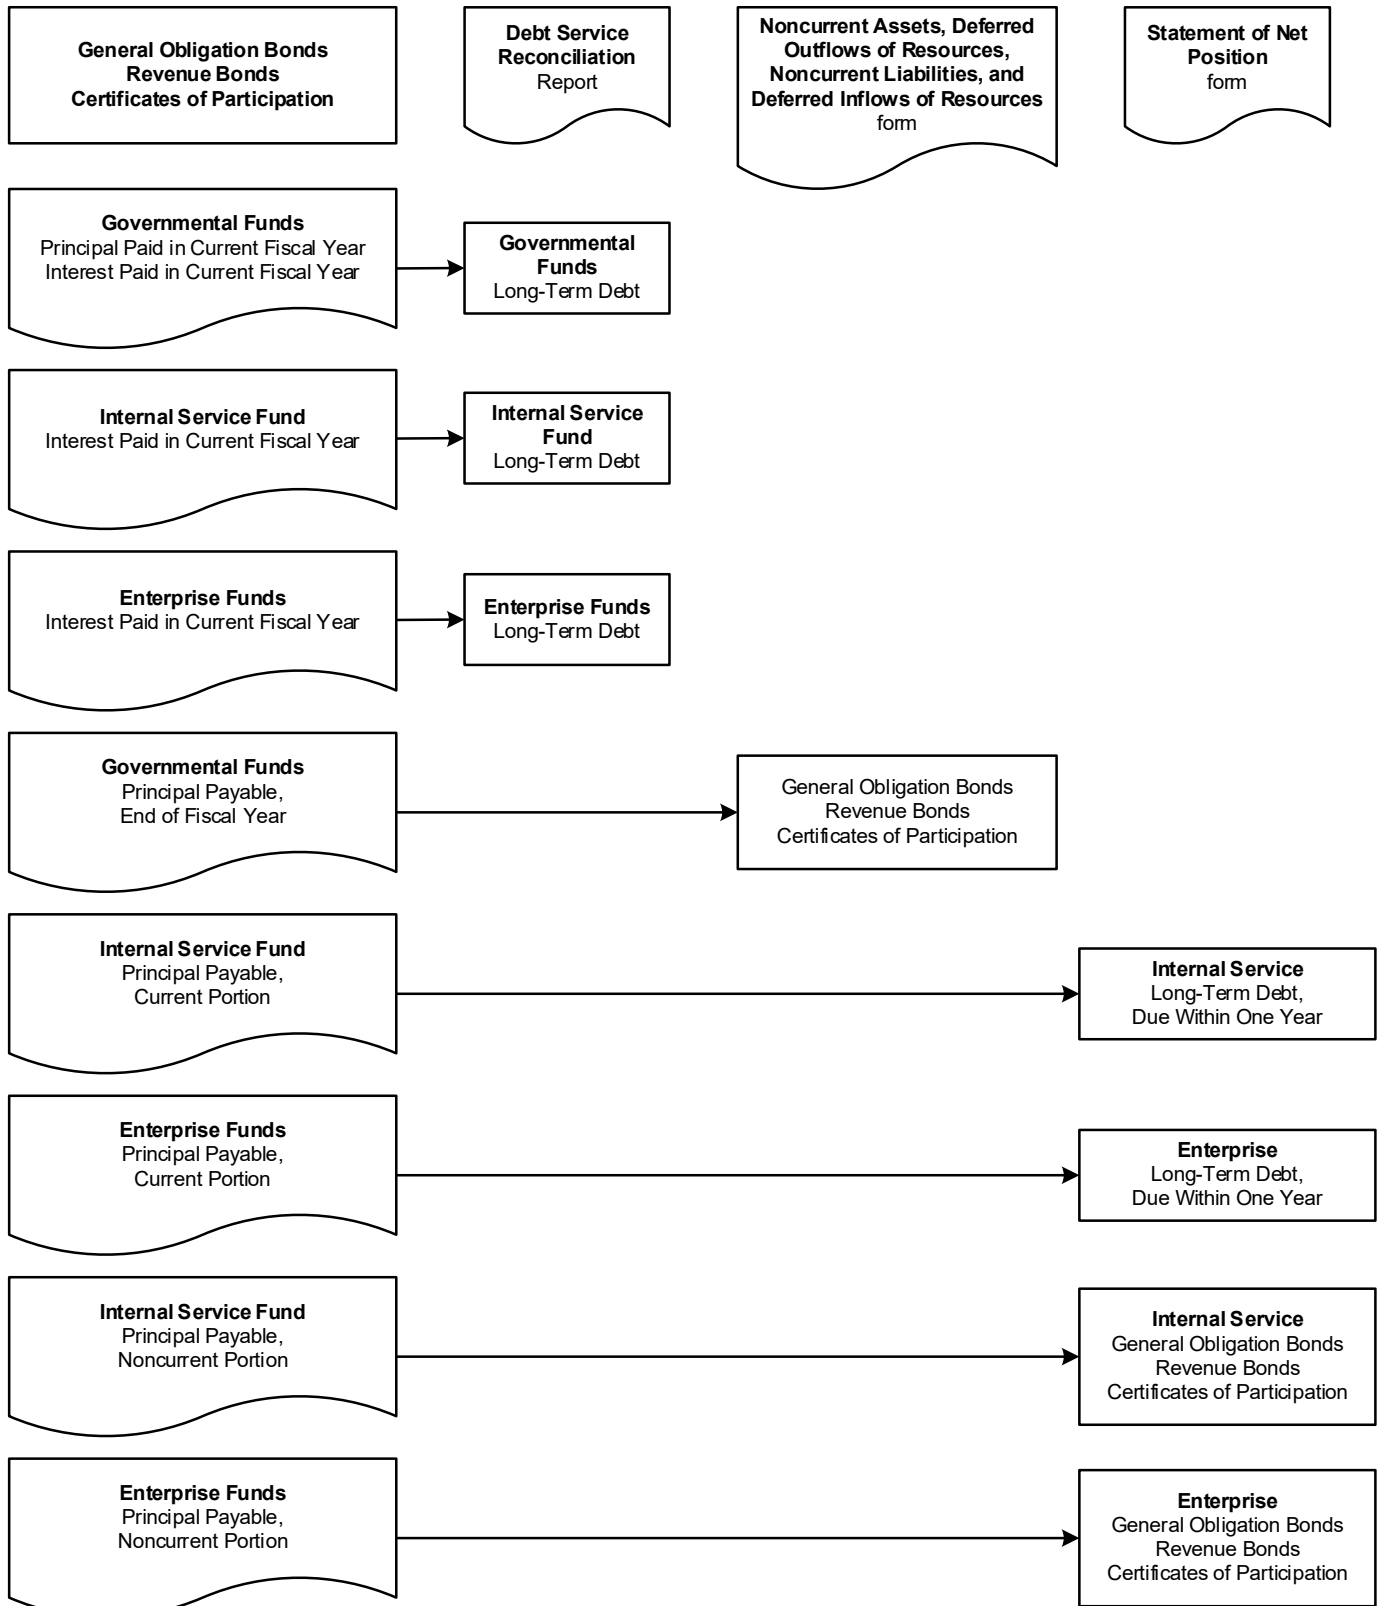 General Obligation Bonds
Revenue Bonds
Certificates of Participation
Debt Service
Reconciliation
Report
Noncurrent Assets, Deferred
Outflows of Resources,
Noncurrent Liabilities, and
Deferred Inflows of Resources
form
Statement of Net
Position
form
Governmental Funds
Principal Paid in Current Fiscal Year
Interest Paid in Current Fiscal Year
Governmental
Funds
Long-Term Debt
Internal Service Fund
Interest Paid in Current Fiscal Year
Internal Service
Fund
Long-Term Debt
Enterprise Funds
Interest Paid in Current Fiscal Year
Enterprise Funds
Long-Term Debt
Governmental Funds
Principal Payable,
End of Fiscal Year
General Obligation Bonds
Revenue Bonds
Certificates of Participation
Internal Service Fund
Principal Payable,
Current Portion
Internal Service
Long-Term Debt,
Due Within One Year
Enterprise Funds
Principal Payable,
Current Portion
Enterprise
Long-Term Debt,
Due Within One Year
Internal Service Fund
Principal Payable,
Noncurrent Portion
Internal Service
General Obligation Bonds
Revenue Bonds
Certificates of Participation
Enterprise Funds
Principal Payable,
Noncurrent Portion
Enterprise
General Obligation Bonds
Revenue Bonds
Certificates of Participation